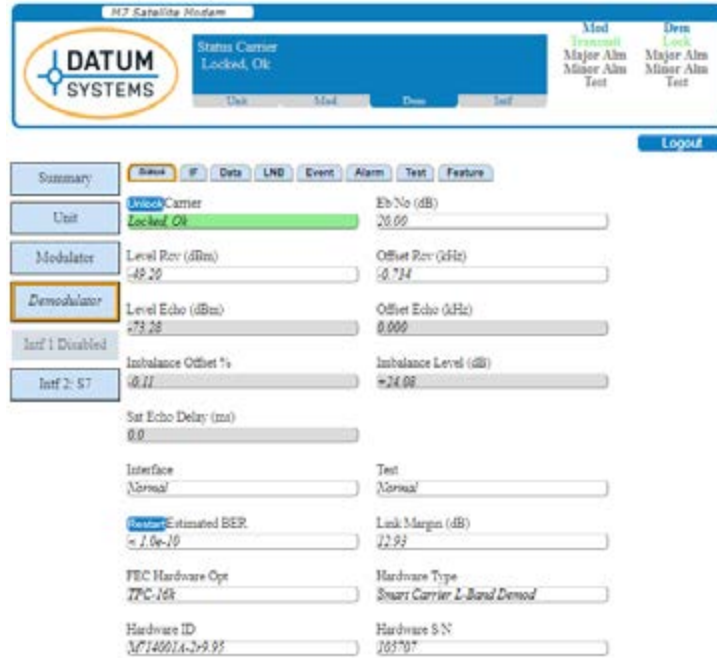 M7 Satellite Modem
DATUM
SYSTEMS
Status Carrier
Locked, Ok
Unit Mod Dem Intf
Mod Dem
Transmit Lock
Major Alm Major Alm
Minor Alm Minor Alm
Test Test
Logout
Summary
Unit
Modulator
Demodulator
Intf 1 Disabled
Intf 2: S7
Status IF Data LNB Event Alarm Test Feature
Unlock Carrier Eb/No (dB)
Locked, Ok 20.00
Level Rcv (dBm) Offset Rcv (kHz)
-49.20 -0.734
Level Echo (dBm) Offset Echo (kHz)
-73.28 0.000
Imbalance Offset % Imbalance Level (dB)
-0.11 +24.08
Sat Echo Delay (ms)
0.0
Interface Test
Normal Normal
Restart Estimated BER Link Margin (dB)
< 1.0e-10 12.93
FEC Hardware Opt Hardware Type
TPC-16k Smart Carrier L-Band Demod
Hardware ID Hardware S/N
M714001A-2r9.95 103707